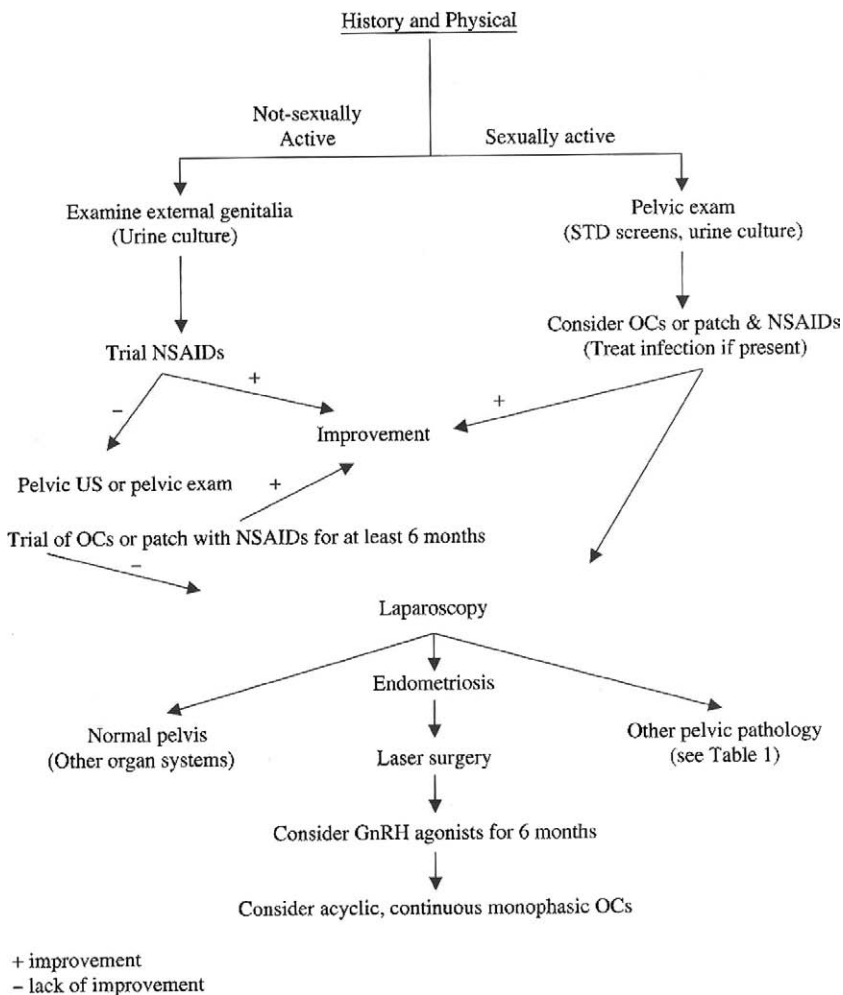 History and Physical
Not-sexually
Active
Sexually active
Examine external genitalia
(Urine culture)
Pelvic exam
(STD screens, urine culture)
Trial NSAIDs
Consider OCs or patch & NSAIDs
(Treat infection if present)
+
+
–
Improvement
Pelvic US or pelvic exam
+
Trial of OCs or patch with NSAIDs for at least 6 months
–
Laparoscopy
Endometriosis
Normal pelvis
(Other organ systems)
Laser surgery
Other pelvic pathology
(see Table 1)
Consider GnRH agonists for 6 months
Consider acyclic, continuous monophasic OCs
+ improvement
– lack of improvement